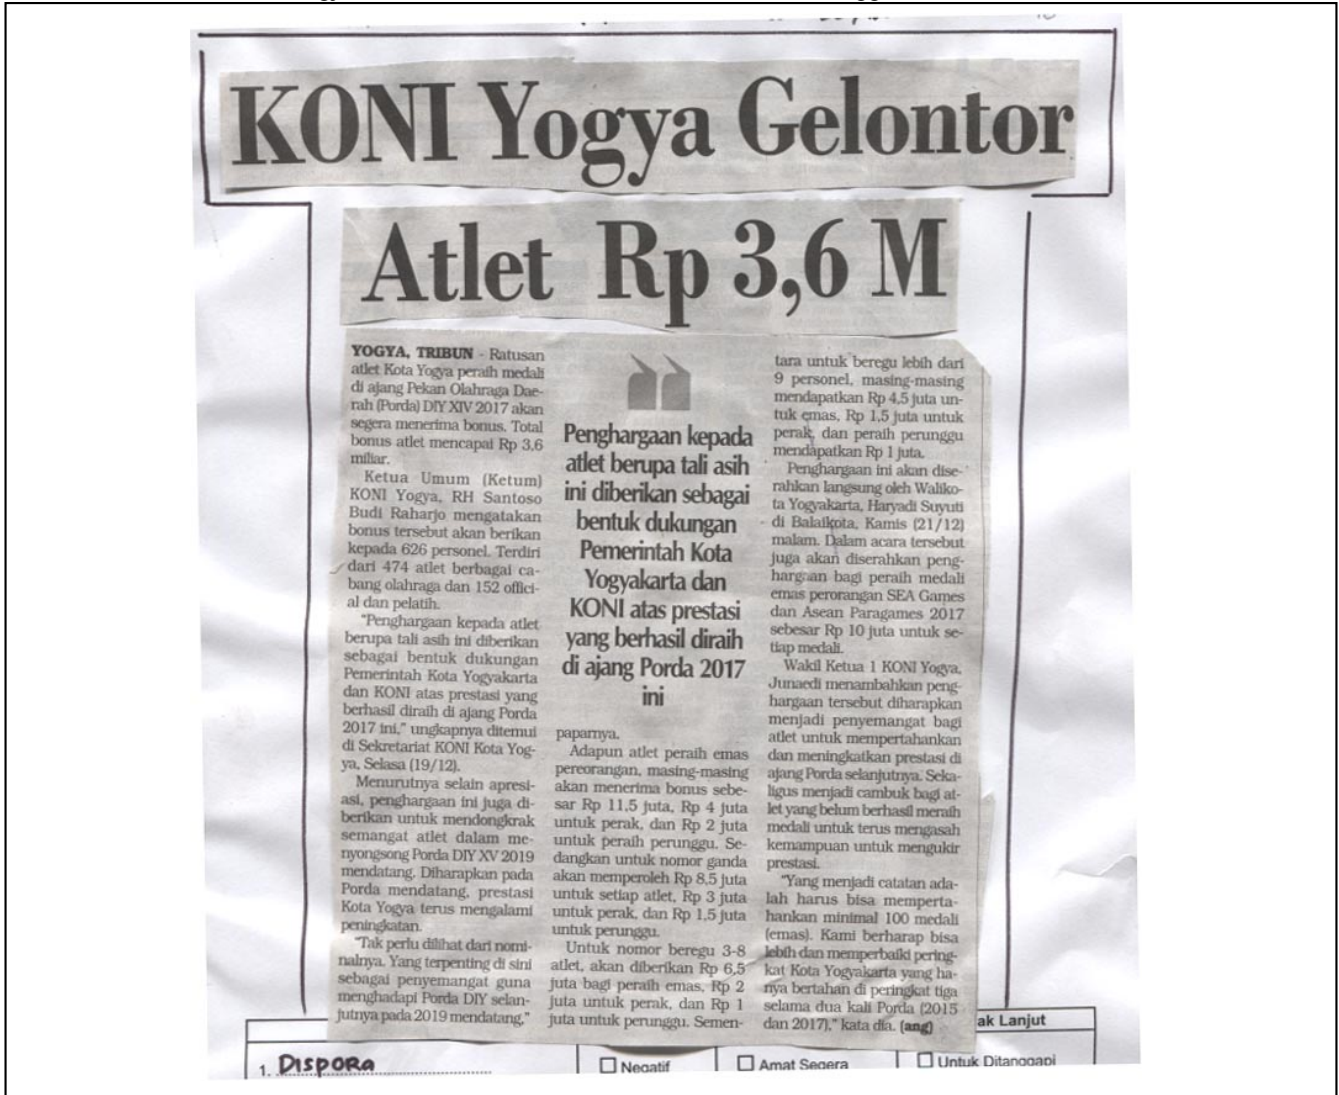 KONI Yogya Gelontor
Atlet Rp 3,6 M
YOGYA, TRIBUN - Ratusan
atlet Kota Yogya peraih medali
di ajang Pekan Olahraga Dae-
rah (Porda) DIY XIV 2017 akan
segera menerima bonus. Total
bonus atlet mencapai Rp 3,6
miliar.
Ketua Umum (Ketum)
KONI Yogya, RH Santoso
Budi Raharjo mengatakan
bonus tersebut akan berikan
kepada 626 personel. Terdiri
dari 474 atlet berbagai ca-
bang olahraga dan 152 offici-
al dan pelatih.
"Penghargaan kepada atlet
berupa tali asih ini diberikan
sebagai bentuk dukungan
Pemerintah Kota Yogyakarta
dan KONI atas prestasi yang
berhasil diraih di ajang Porda
2017 ini," ungkapnya ditemui
di Sekretariat KONI Kota Yog-
ya, Selasa (19/12).
Menurutnya selain apresi-
asi, penghargaan ini juga di-
berikan untuk mendongkrak
semangat atlet dalam me-
nyongsong Porda DIY XV 2019
mendatang. Diharapkan pada
Porda mendatang, prestasi
Kota Yogya terus mengalami
peningkatan.
"Tak perlu dilihat dari nomi-
nalnya. Yang terpenting di sini
sebagai penyemangat guna
menghadapi Porda DIY selan-
jutnya pada 2019 mendatang,"
Penghargaan kepada
atlet berupa tali asih
ini diberikan sebagai
bentuk dukungan
Pemerintah Kota
Yogyakarta dan
KONI atas prestasi
yang berhasil diraih
di ajang Porda 2017
ini
paparnya.
Adapun atlet peraih emas
pereorangan, masing-masing
akan menerima bonus sebe-
sar Rp 11,5 juta, Rp 4 juta
untuk perak, dan Rp 2 juta
untuk peraih perunggu. Se-
dangkan untuk nomor ganda
akan memperoleh Rp 8,5 juta
untuk setiap atlet, Rp 3 juta
untuk perak, dan Rp 1,5 juta
untuk perunggu.
Untuk nomor beregu 3-8
atlet, akan diberikan Rp 6,5
juta bagi peraih emas, Rp 2
juta untuk perak, dan Rp 1
juta untuk perunggu. Semen-
tara untuk beregu lebih dari
9 personel, masing-masing
mendapatkan Rp 4,5 juta un-
tuk emas, Rp 1,5 juta untuk
perak, dan peraih perunggu
mendapatkan Rp 1 juta.
Penghargaan ini akan dise-
rahkan langsung oleh Waliko-
ta Yogyakarta, Haryadi Suyuti
di Balaikota, Kamis (21/12)
malam. Dalam acara tersebut
juga akan diserahkan peng-
hargaan bagi peraih medali
emas perorangan SEA Games
dan Asean Paragames 2017
sebesar Rp 10 juta untuk se-
tiap medali.
Wakil Ketua 1 KONI Yogya,
Junaedi menambahkan peng-
hargaan tersebut diharapkan
menjadi penyemangat bagi
atlet untuk mempertahankan
dan meningkatkan prestasi di
ajang Porda selanjutnya. Seka-
ligus menjadi cambuk bagi at-
let yang belum berhasil meraih
medali untuk terus mengasah
kemampuan untuk mengukir
prestasi.
"Yang menjadi catatan ada-
lah harus bisa memperta-
hankan minimal 100 medali
(emas). Kami berharap bisa
lebih dan memperbaiki pering-
kat Kota Yogyakarta yang ha-
nya bertahan di peringkat tiga
selama dua kali Porda (2015
dan 2017)," kata dia. (ang)
ak Lanjut
1. DISPORA
Negatif
Amat Segera
Untuk Ditanggapi